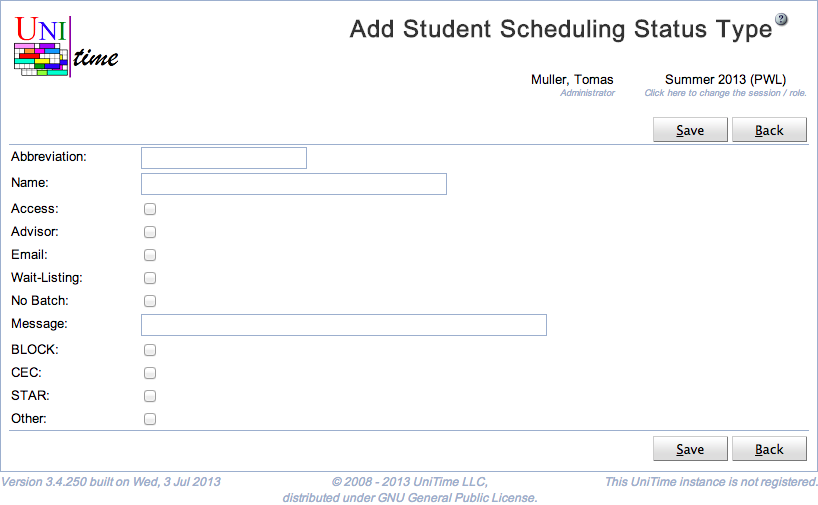 UNI
time
Add Student Scheduling Status Type
?
Muller, Tomas
Administrator
Summer 2013 (PWL)
Click here to change the session / role.
Save Back
Abbreviation:
Name:
Access:
Advisor:
Email:
Wait-Listing:
No Batch:
Message:
BLOCK:
CEC:
STAR:
Other:
Save Back
Version 3.4.250 built on Wed, 3 Jul 2013
© 2008 - 2013 UniTime LLC,
distributed under GNU General Public License.
This UniTime instance is not registered.